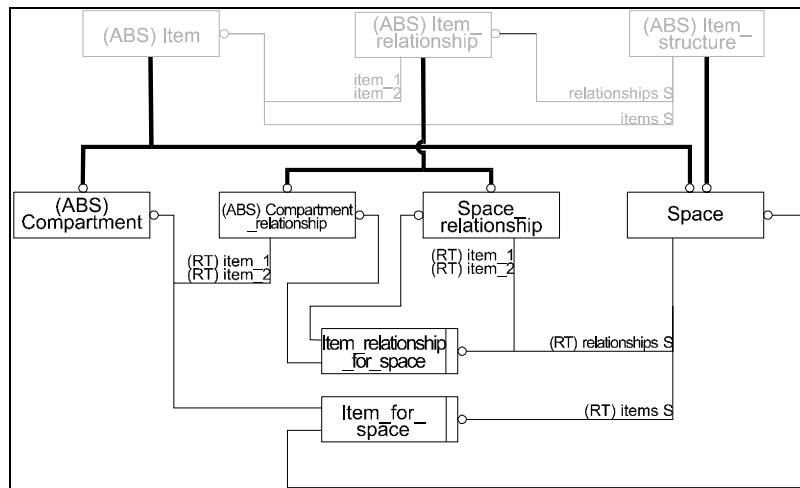 (ABS) Item
(ABS) Item_
relationship
(ABS) Item_
structure
item_1
item_2
relationships S
items S
(ABS)
Compartment
(ABS) Compartment
_relationship
Space_
relationship
Space
(RT) item_1
(RT) item_2
(RT) item_1
(RT) item_2
Item_relationship
_for_space
(RT) relationships S
Item_for_
space
(RT) items S